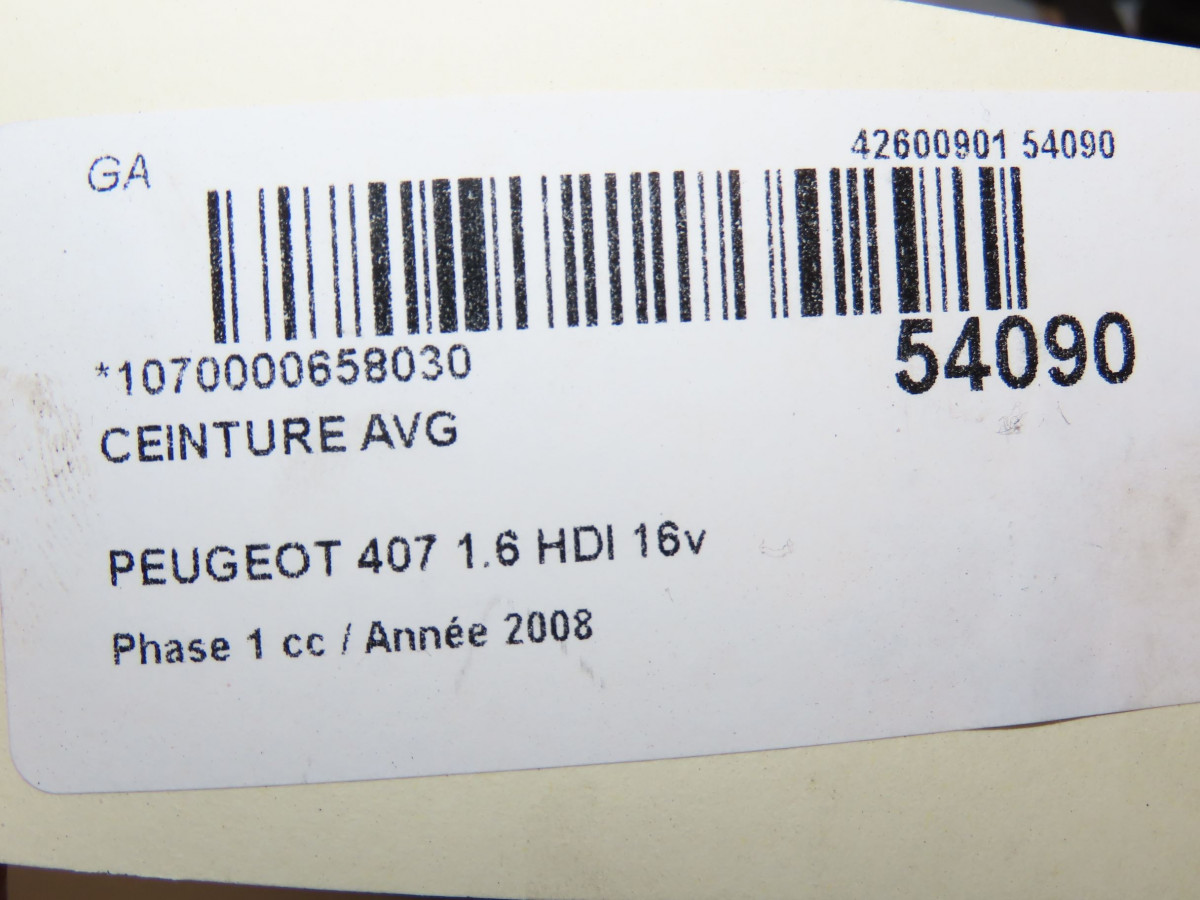 42600901 54090
GA
54090
*1070000658030
CEINTURE AVG
PEUGEOT 407 1.6 HDI 16v
Phase 1 cc / Année 2008